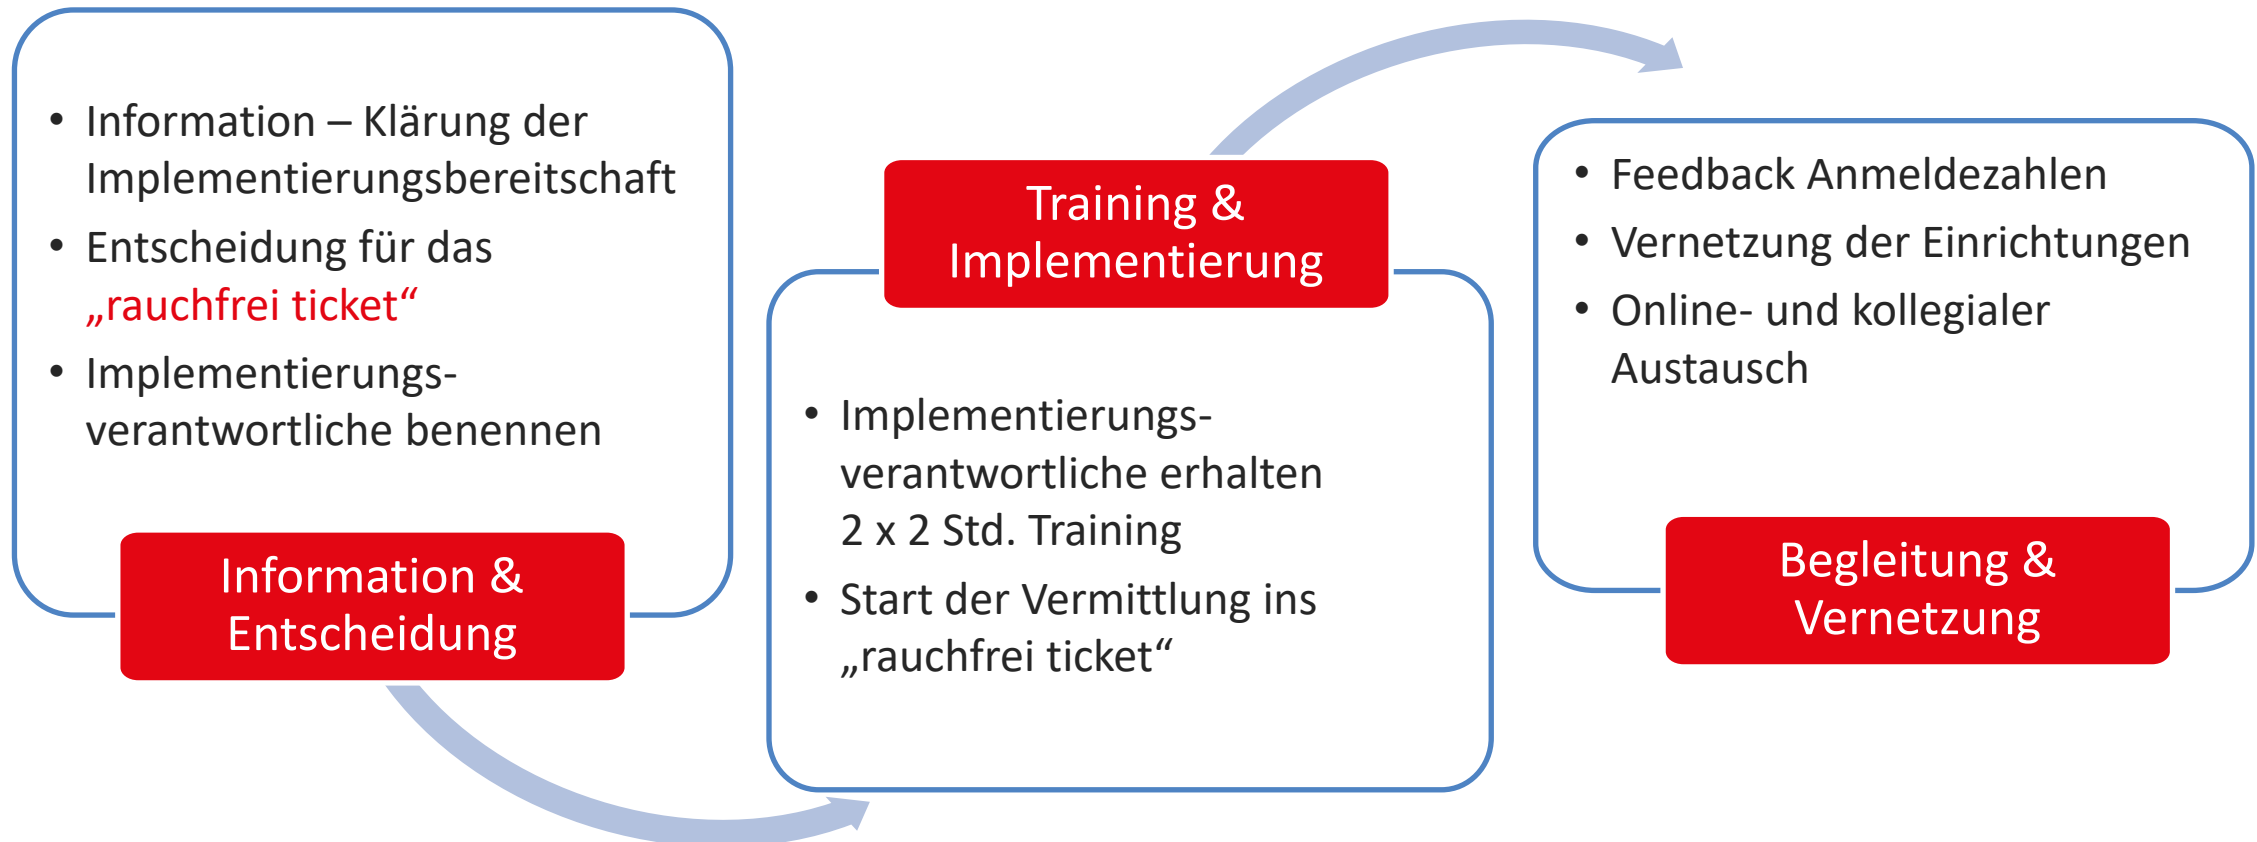 • Information – Klärung der
Implementierungsbereitschaft
• Entscheidung für das
„rauchfrei ticket“
• Implementierungs-
verantwortliche benennen
Information &
Entscheidung
Training &
Implementierung
• Implementierungs-
verantwortliche erhalten
2 x 2 Std. Training
• Start der Vermittlung ins
„rauchfrei ticket“
• Feedback Anmeldezahlen
• Vernetzung der Einrichtungen
• Online- und kollegialer
Austausch
Begleitung &
Vernetzung